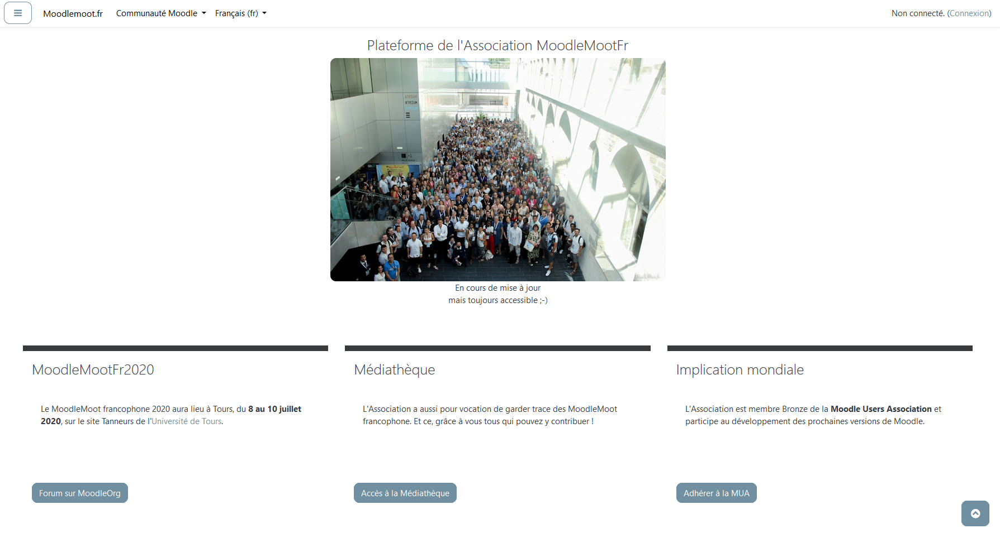 Moodlemoot.fr
Communauté Moodle
Français (fr)
Non connecté. (Connexion)
Plateforme de l'Association MoodleMootFr
ATRIUM
ATRIUM
En cours de mise à jour
mais toujours accessible ;-)
MoodleMootFr2020
Le MoodleMoot francophone 2020 aura lieu à Tours, du 8 au 10 juillet
2020, sur le site Tanneurs de l'Université de Tours.
Forum sur MoodleOrg
Médiathèque
L'Association a aussi pour vocation de garder trace des MoodleMoot
francophone. Et ce, grâce à vous tous qui pouvez y contribuer !
Accès à la Médiathèque
Implication mondiale
L'Association est membre Bronze de la Moodle Users Association et
participe au développement des prochaines versions de Moodle.
Adhérer à la MUA